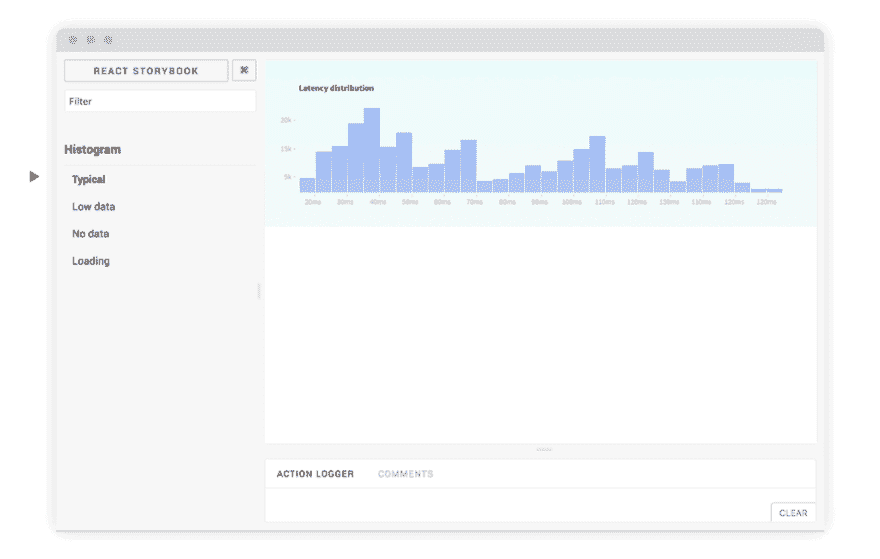 REACT STORYBOOK
⌘
Filter
Histogram
Typical
Low data
No data
Loading
Latency distribution
20k
15k
5k
20ms 30ms 40ms 50ms 60ms 70ms 80ms 90ms 100ms 110ms 120ms 130ms 110ms 120ms 120ms
ACTION LOGGER COMMENTS
CLEAR